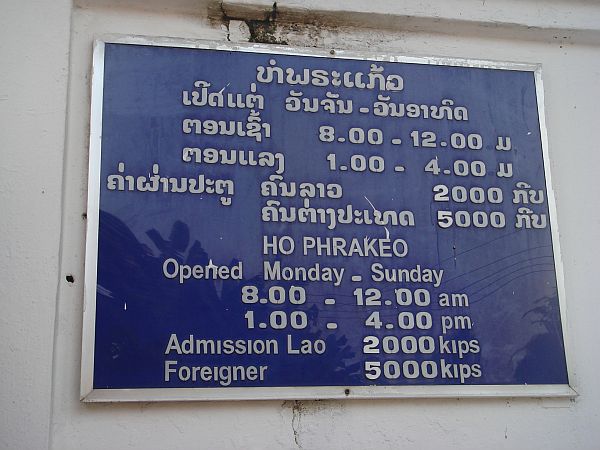 ຫໍພຣະແກ້ວ
ເປີດແຕ່ ວັນຈັນ - ວັນອາທິດ
ຕອນເຊົ້າ 8.00 - 12.00 ມ
ຕອນແລງ 1.00 - 4.00 ມ
ຄ່າຜ່ານປະຕູ ຄົນລາວ 2000 ກີບ
ຄົນຕ່າງປະເທດ 5000 ກີບ
HO PHRAKEO
Opened Monday - Sunday
8.00 - 12.00 am
1.00 - 4.00 pm
Admission Lao 2000 kips
Foreigner 5000 kips